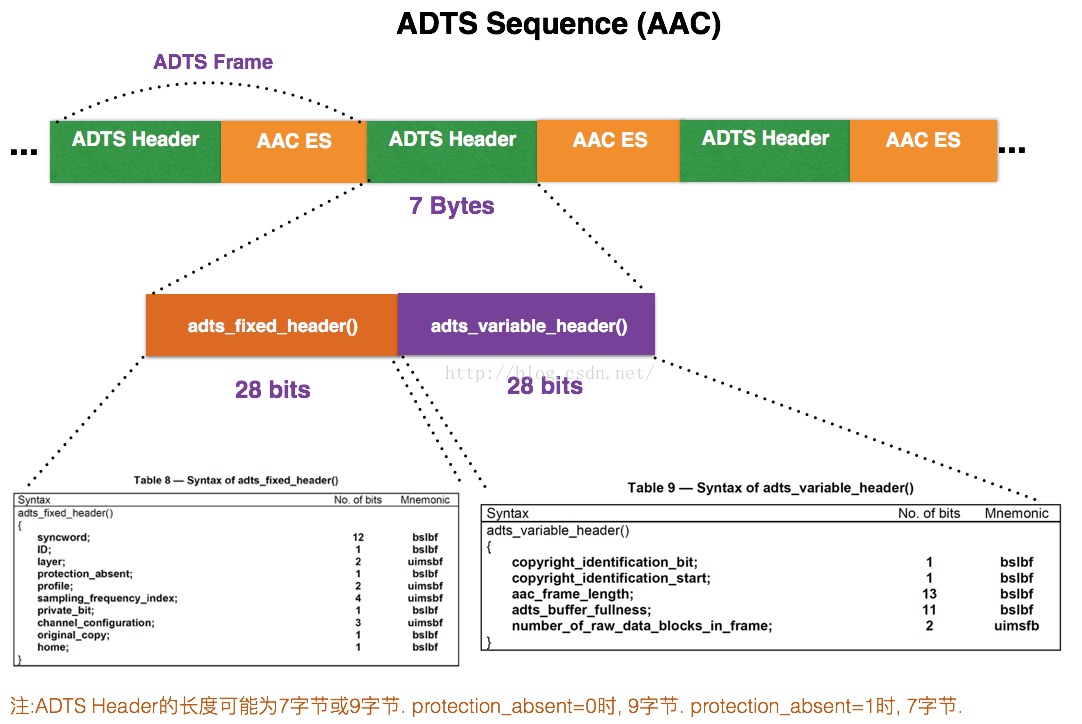 ADTS Sequence (AAC)
ADTS Frame
... ADTS Header AAC ES ADTS Header AAC ES ADTS Header AAC ES ...
7 Bytes
adts_fixed_header() adts_variable_header()
http://blog.csdn.net/
28 bits 28 bits
Table 8 — Syntax of adts_fixed_header()
Syntax No. of bits Mnemonic
adts_fixed_header()
{
syncword; 12 bslbf
ID; 1 bslbf
layer; 2 uimsbf
protection_absent; 1 bslbf
profile; 2 uimsbf
sampling_frequency_index; 4 uimsbf
private_bit; 1 bslbf
channel_configuration; 3 uimsbf
original_copy; 1 bslbf
home; 1 bslbf
}
Table 9 — Syntax of adts_variable_header()
Syntax No. of bits Mnemonic
adts_variable_header()
{
copyright_identification_bit; 1 bslbf
copyright_identification_start; 1 bslbf
aac_frame_length; 13 bslbf
adts_buffer_fullness; 11 bslbf
number_of_raw_data_blocks_in_frame; 2 uimsfb
}
注:ADTS Header的长度可能为7字节或9字节. protection_absent=0时, 9字节. protection_absent=1时, 7字节.